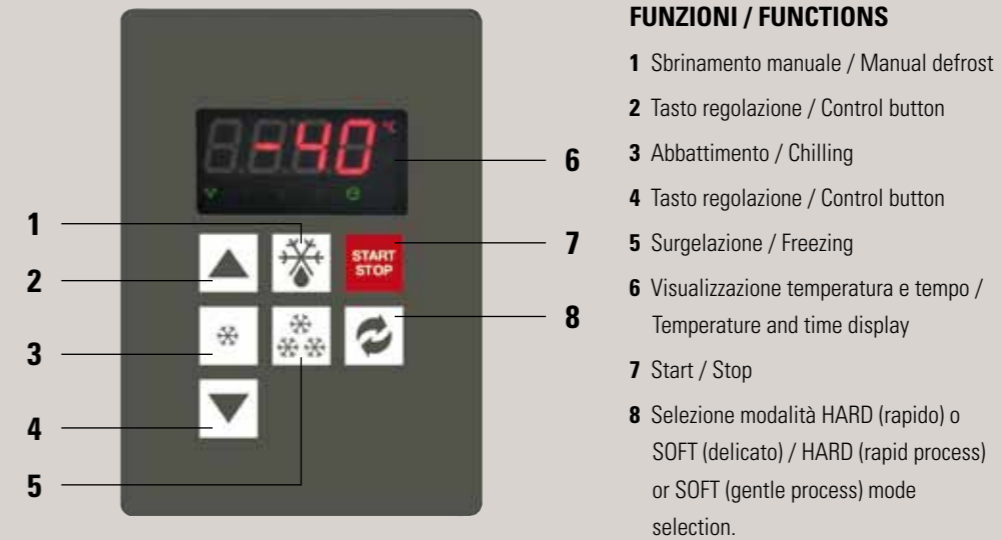 -40 °C
1
2
3
4
5
6
7
8
START
STOP
FUNZIONI / FUNCTIONS
1 Sbrinamento manuale / Manual defrost
2 Tasto regolazione / Control button
3 Abbattimento / Chilling
4 Tasto regolazione / Control button
5 Surgelazione / Freezing
6 Visualizzazione temperatura e tempo /
Temperature and time display
7 Start / Stop
8 Selezione modalità HARD (rapido) o
SOFT (delicato) / HARD (rapid process)
or SOFT (gentle process) mode
selection.